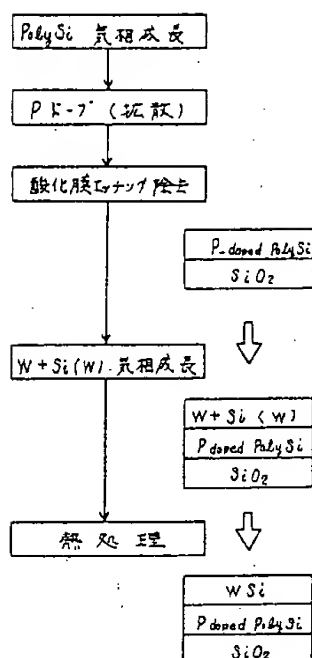 PolySi 気相成長
Pドープ(拡散)
酸化膜エッチング除去
P-doped PolySi
SiO2
W+Si(W).気相成長
W+Si (W)
P doped PolySi
SiO2
熱処理
WSi
P doped PolySi
SiO2